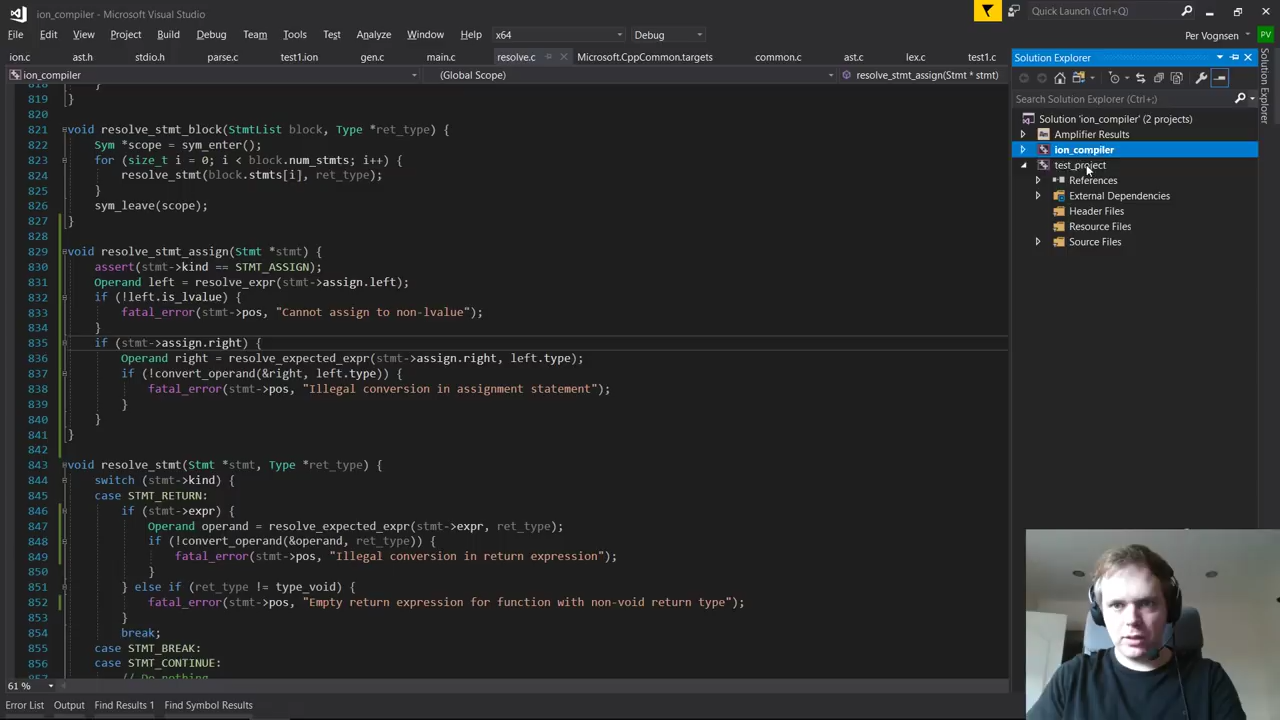 ion_compiler - Microsoft Visual Studio
Quick Launch (Ctrl+Q)
File Edit View Project Build Debug Team Tools Test Analyze Window Help x64 Debug
Per Vognsen PV
ion.c ast.h stdio.h parse.c test1.ion gen.c main.c resolve.c Microsoft.CppCommon.targets common.c ast.c lex.c test1.c
ion_compiler (Global Scope) resolve_stmt_assign(Stmt * stmt)
819 }
820
821 void resolve_stmt_block(StmtList block, Type *ret_type) {
822 Sym *scope = sym_enter();
823 for (size_t i = 0; i < block.num_stmts; i++) {
824 resolve_stmt(block.stmts[i], ret_type);
825 }
826 sym_leave(scope);
827 }
828
829 void resolve_stmt_assign(Stmt *stmt) {
830 assert(stmt->kind == STMT_ASSIGN);
831 Operand left = resolve_expr(stmt->assign.left);
832 if (!left.is_lvalue) {
833 fatal_error(stmt->pos, "Cannot assign to non-lvalue");
834 }
835 if (stmt->assign.right) {
836 Operand right = resolve_expected_expr(stmt->assign.right, left.type);
837 if (!convert_operand(&right, left.type)) {
838 fatal_error(stmt->pos, "Illegal conversion in assignment statement");
839 }
840 }
841 }
842
843 void resolve_stmt(Stmt *stmt, Type *ret_type) {
844 switch (stmt->kind) {
845 case STMT_RETURN:
846 if (stmt->expr) {
847 Operand operand = resolve_expected_expr(stmt->expr, ret_type);
848 if (!convert_operand(&operand, ret_type)) {
849 fatal_error(stmt->pos, "Illegal conversion in return expression");
850 }
851 } else if (ret_type != type_void) {
852 fatal_error(stmt->pos, "Empty return expression for function with non-void return type");
853 }
854 break;
855 case STMT_BREAK:
856 case STMT_CONTINUE:
857 // Do nothing
61 %
Error List Output Find Results 1 Find Symbol Results
Solution Explorer
Search Solution Explorer (Ctrl+;)
Solution 'ion_compiler' (2 projects)
Amplifier Results
ion_compiler
test_project
References
External Dependencies
Header Files
Resource Files
Source Files
Solution Explorer